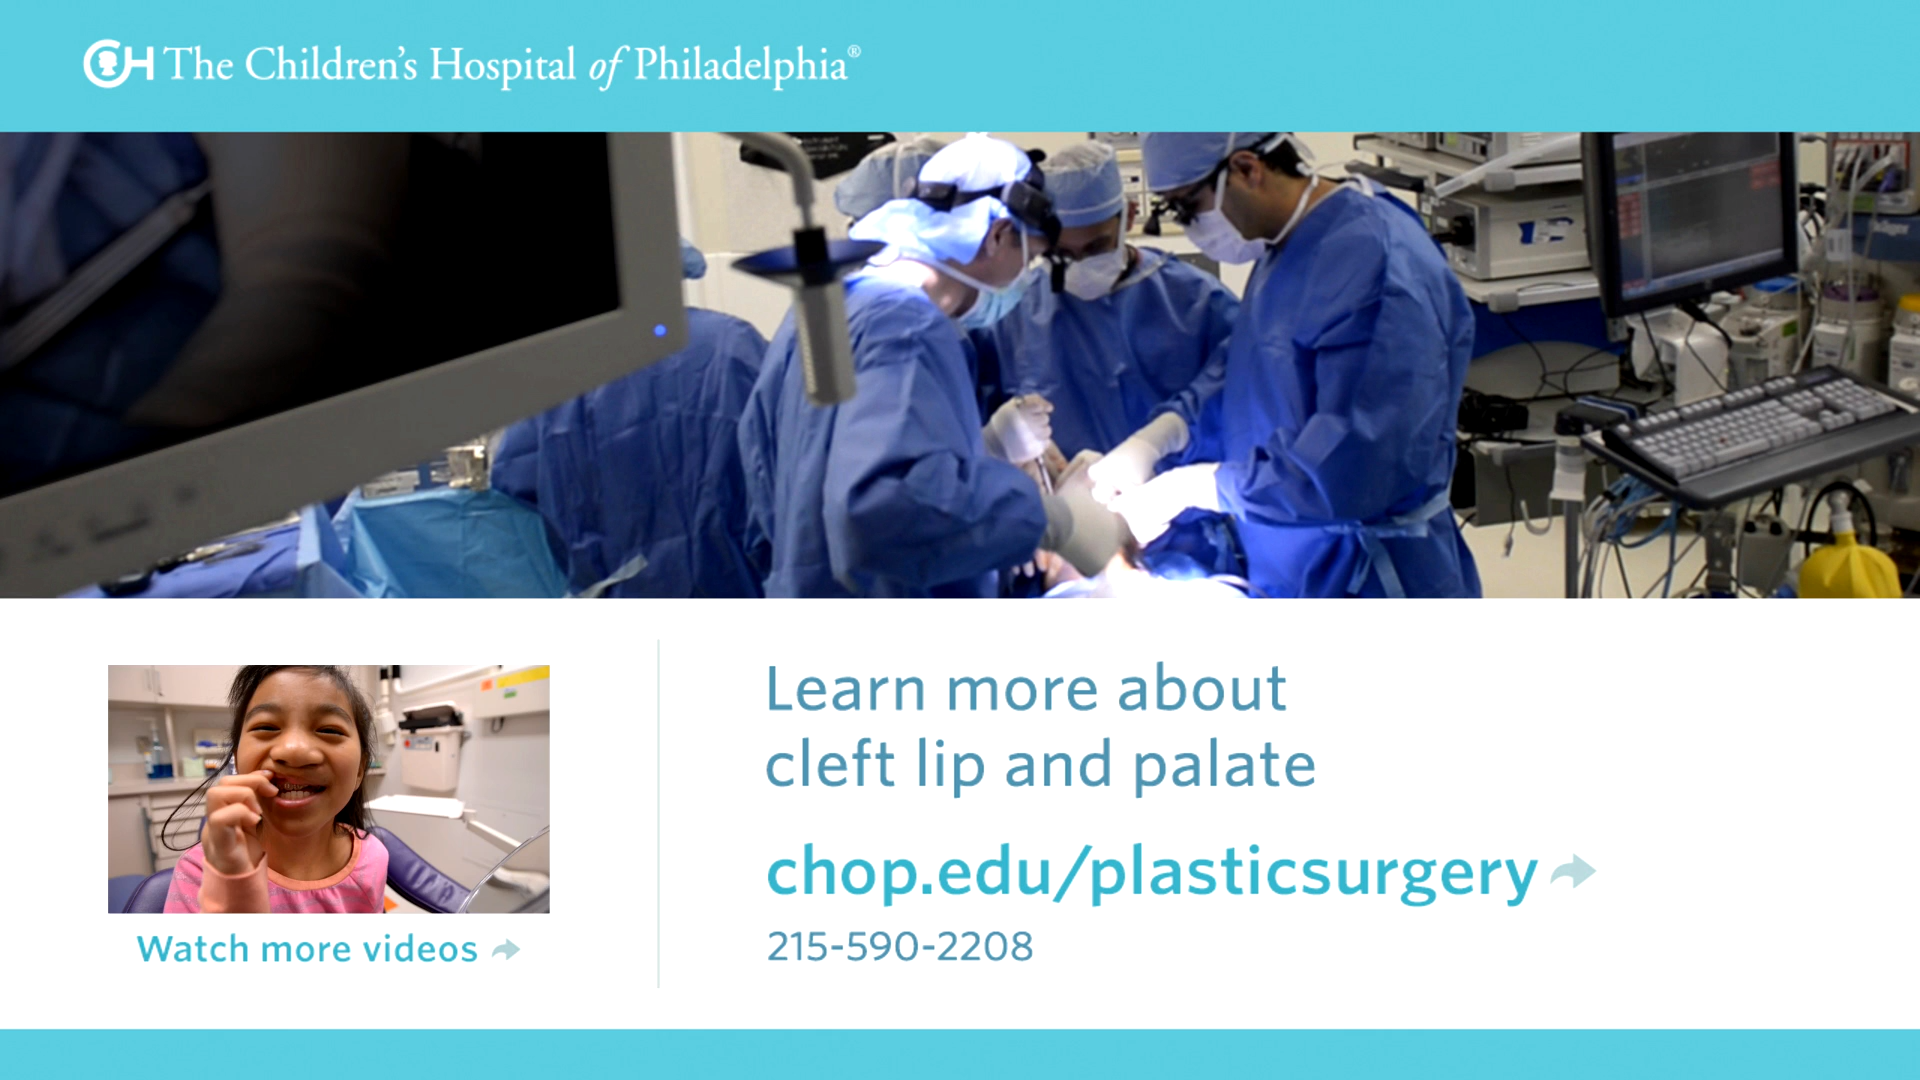 The Children's Hospital of Philadelphia®
Learn more about
cleft lip and palate
chop.edu/plasticsurgery
215-590-2208
Watch more videos